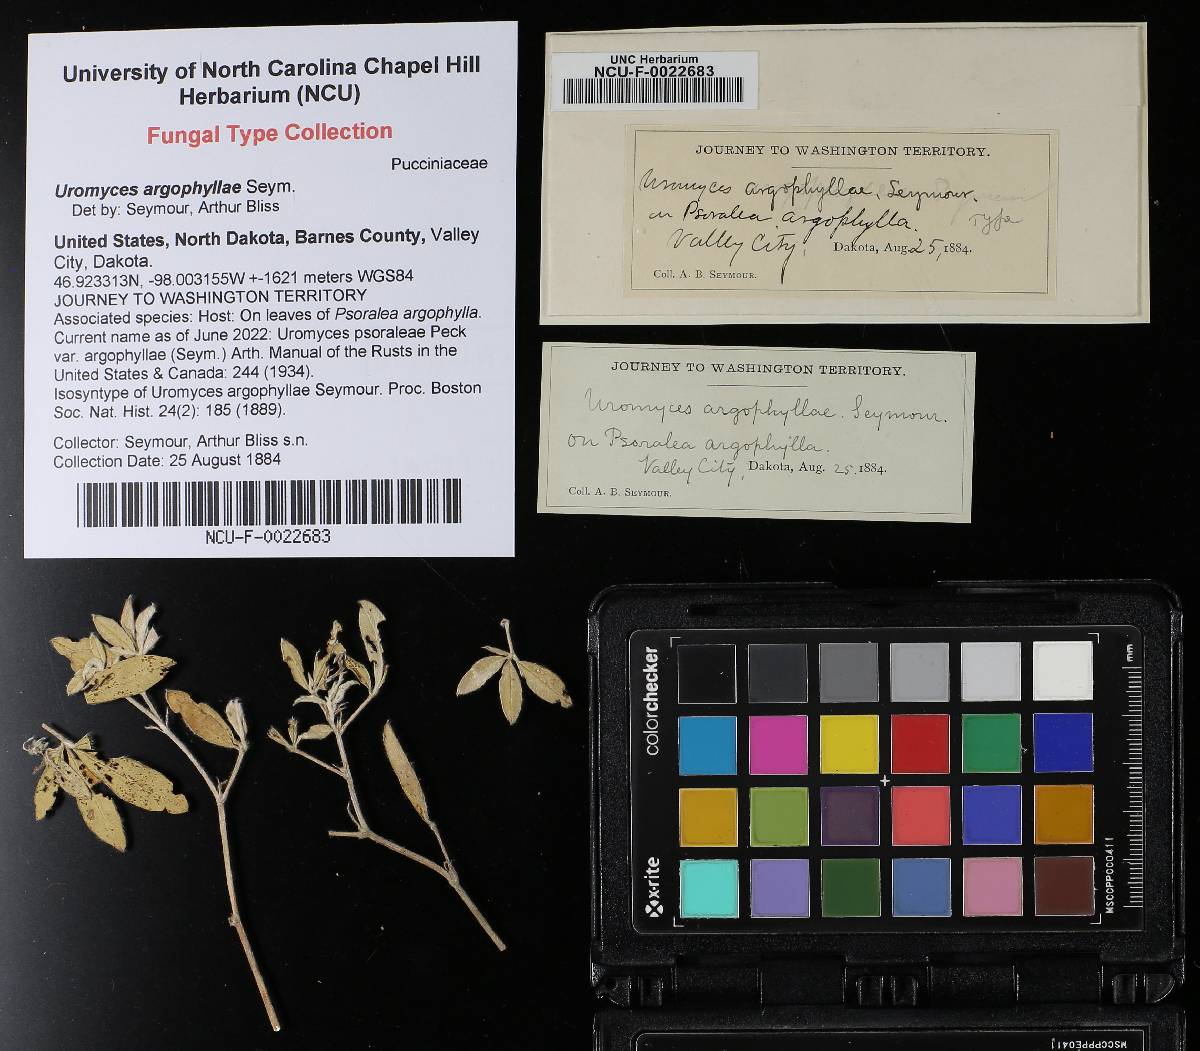 University of North Carolina Chapel Hill
Herbarium (NCU)
Fungal Type Collection
Pucciniaceae
Uromyces argophyllae Seym.
Det by: Seymour, Arthur Bliss
United States, North Dakota, Barnes County, Valley
City, Dakota.
46.923313N, -98.003155W +-1621 meters WGS84
JOURNEY TO WASHINGTON TERRITORY
Associated species: Host: On leaves of Psoralea argophylla.
Current name as of June 2022: Uromyces psoraleae Peck
var. argophyllae (Seym.) Arth. Manual of the Rusts in the
United States & Canada: 244 (1934).
Isosyntype of Uromyces argophyllae Seymour. Proc. Boston
Soc. Nat. Hist. 24(2): 185 (1889).
Collector: Seymour, Arthur Bliss s.n.
Collection Date: 25 August 1884
NCU-F-0022683
UNC Herbarium
NCU-F-0022683
JOURNEY TO WASHINGTON TERRITORY.
Uromyces argophyllae, Seymour.
on Psoralea argophylla. Type
Valley City, Dakota, Aug. 25, 1884.
Coll. A. B. SEYMOUR.
JOURNEY TO WASHINGTON TERRITORY.
Uromyces argophyllae. Seymour.
on Psoralea argophylla.
Valley City, Dakota, Aug. 25, 1884.
Coll. A. B. SEYMOUR.
colorchecker
x·rite
mm
MSCCPPCC0411
MSCCPPPE0411